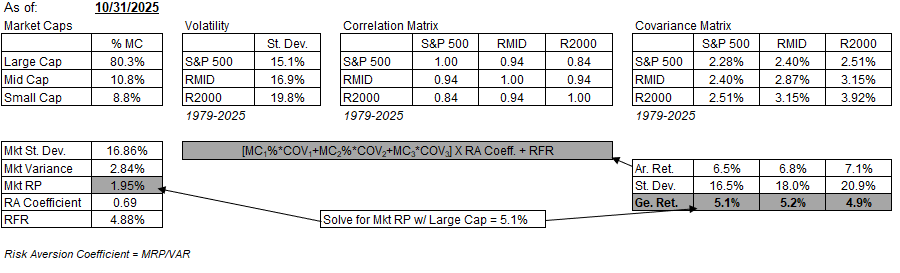 As of: 10/31/2025
Market Caps Volatility Correlation Matrix Covariance Matrix
% MC St. Dev. S&P 500 RMID R2000 S&P 500 RMID R2000
Large Cap 80.3% S&P 500 15.1% S&P 500 1.00 0.94 0.84 S&P 500 2.28% 2.40% 2.51%
Mid Cap 10.8% RMID 16.9% RMID 0.94 1.00 0.94 RMID 2.40% 2.87% 3.15%
Small Cap 8.8% R2000 19.8% R2000 0.84 0.94 1.00 R2000 2.51% 3.15% 3.92%
1979-2025 1979-2025 1979-2025
Mkt St. Dev. 16.86% [MC₁%*COV₁+MC₂%*COV₂+MC₃*COV₃] X RA Coeff. + RFR
Mkt Variance 2.84% Ar. Ret. 6.5% 6.8% 7.1%
Mkt RP 1.95% St. Dev. 16.5% 18.0% 20.9%
RA Coefficient 0.69 Ge. Ret. 5.1% 5.2% 4.9%
RFR 4.88% Solve for Mkt RP w/ Large Cap = 5.1%
Risk Aversion Coefficient = MRP/VAR